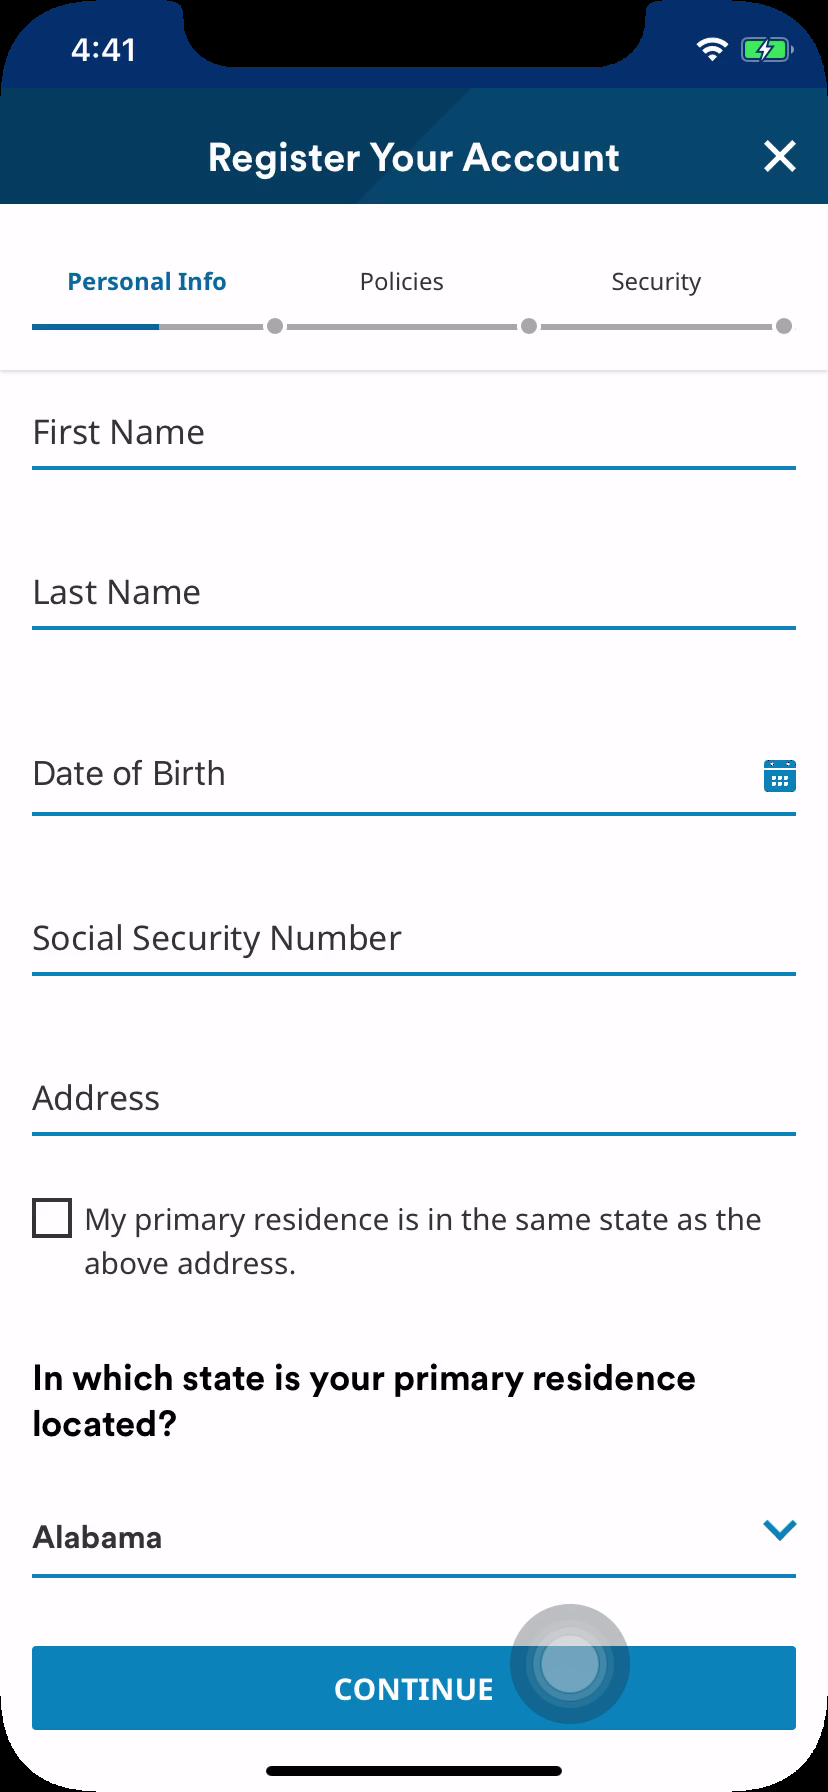 4:41
Register Your Account
Personal Info
Policies
Security
First Name
Last Name
Date of Birth
Social Security Number
Address
My primary residence is in the same state as the
above address.
In which state is your primary residence
located?
Alabama
CONTINUE